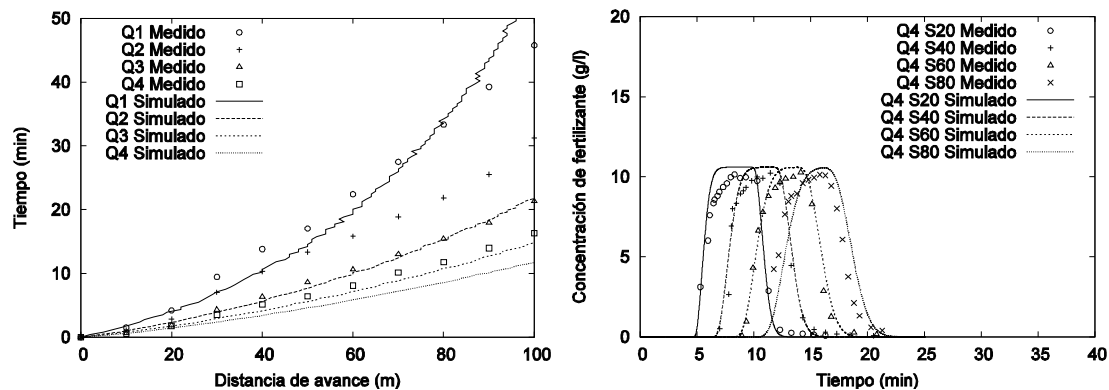 50
40
30
20
10
0
Tiempo (min)
Q1 Medido
Q2 Medido
Q3 Medido
Q4 Medido
Q1 Simulado
Q2 Simulado
Q3 Simulado
Q4 Simulado
0 20 40 60 80 100
Distancia de avance (m)
20
15
10
5
0
Concentración de fertilizante (g/l)
Q4 S20 Medido
Q4 S40 Medido
Q4 S60 Medido
Q4 S80 Medido
Q4 S20 Simulado
Q4 S40 Simulado
Q4 S60 Simulado
Q4 S80 Simulado
0 5 10 15 20 25 30 35 40
Tiempo (min)